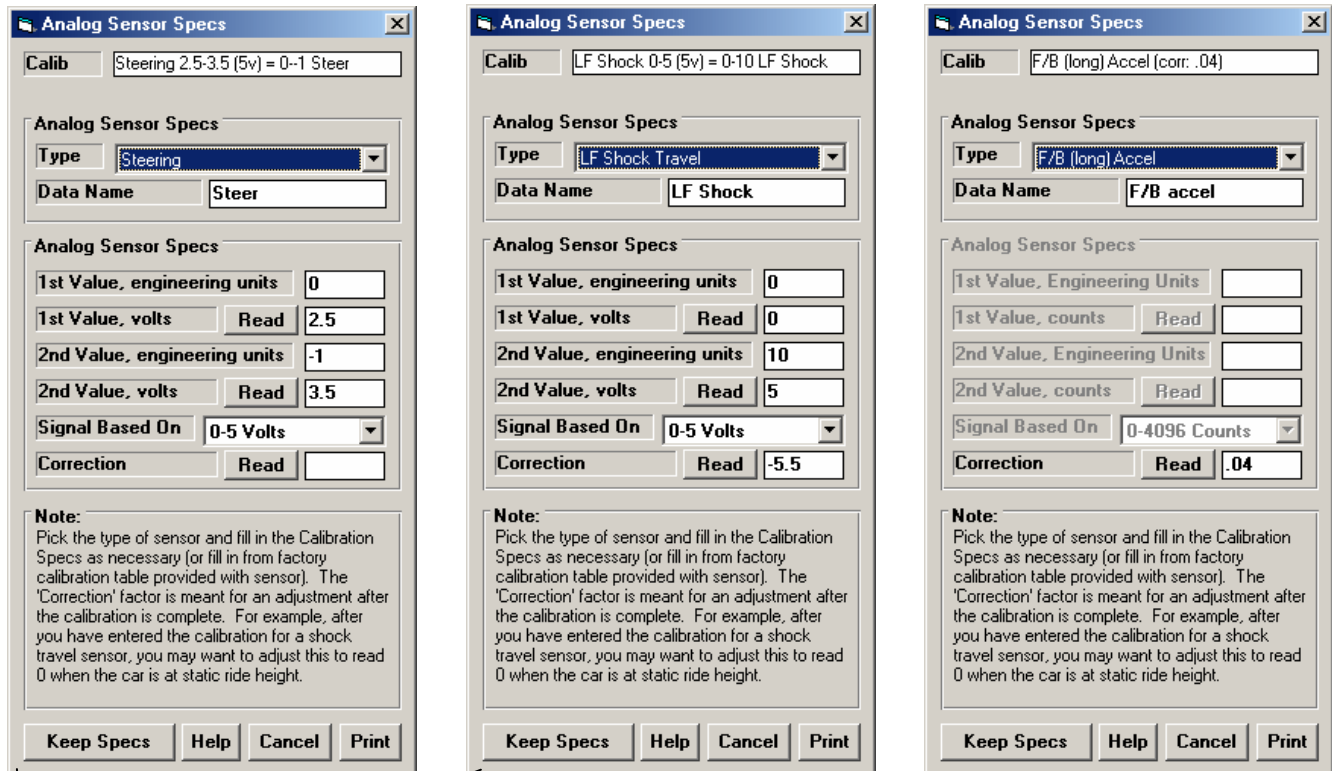 Analog Sensor Specs
Calib Steering 2.5-3.5 (5v) = 0--1 Steer
Analog Sensor Specs
Type Steering
Data Name Steer
Analog Sensor Specs
1st Value, engineering units 0
1st Value, volts Read 2.5
2nd Value, engineering units -1
2nd Value, volts Read 3.5
Signal Based On 0-5 Volts
Correction Read
Note:
Pick the type of sensor and fill in the Calibration
Specs as necessary (or fill in from factory
calibration table provided with sensor). The
'Correction' factor is meant for an adjustment after
the calibration is complete. For example, after
you have entered the calibration for a shock
travel sensor, you may want to adjust this to read
0 when the car is at static ride height.
Keep Specs Help Cancel Print
Analog Sensor Specs
Calib LF Shock 0-5 (5v) = 0-10 LF Shock
Analog Sensor Specs
Type LF Shock Travel
Data Name LF Shock
Analog Sensor Specs
1st Value, engineering units 0
1st Value, volts Read 0
2nd Value, engineering units 10
2nd Value, volts Read 5
Signal Based On 0-5 Volts
Correction Read -5.5
Note:
Pick the type of sensor and fill in the Calibration
Specs as necessary (or fill in from factory
calibration table provided with sensor). The
'Correction' factor is meant for an adjustment after
the calibration is complete. For example, after
you have entered the calibration for a shock
travel sensor, you may want to adjust this to read
0 when the car is at static ride height.
Keep Specs Help Cancel Print
Analog Sensor Specs
Calib F/B (long) Accel (corr: .04)
Analog Sensor Specs
Type F/B (long) Accel
Data Name F/B accel
Analog Sensor Specs
1st Value, Engineering Units
1st Value, counts Read
2nd Value, Engineering Units
2nd Value, counts Read
Signal Based On 0-4096 Counts
Correction Read .04
Note:
Pick the type of sensor and fill in the Calibration
Specs as necessary (or fill in from factory
calibration table provided with sensor). The
'Correction' factor is meant for an adjustment after
the calibration is complete. For example, after
you have entered the calibration for a shock
travel sensor, you may want to adjust this to read
0 when the car is at static ride height.
Keep Specs Help Cancel Print